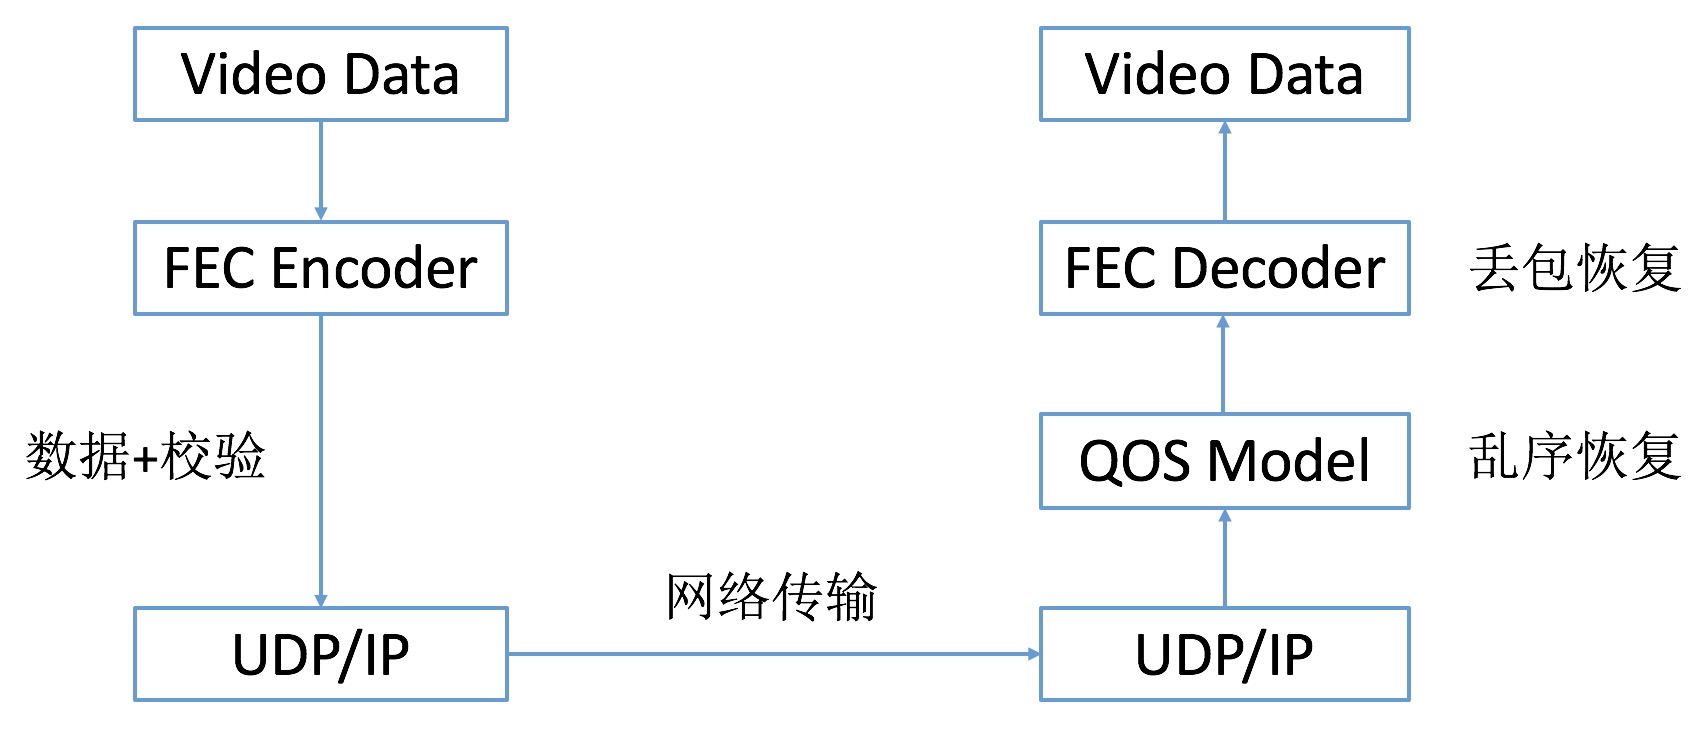 Video Data
FEC Encoder
数据+校验
UDP/IP
网络传输
Video Data
FEC Decoder
丢包恢复
QOS Model
乱序恢复
UDP/IP